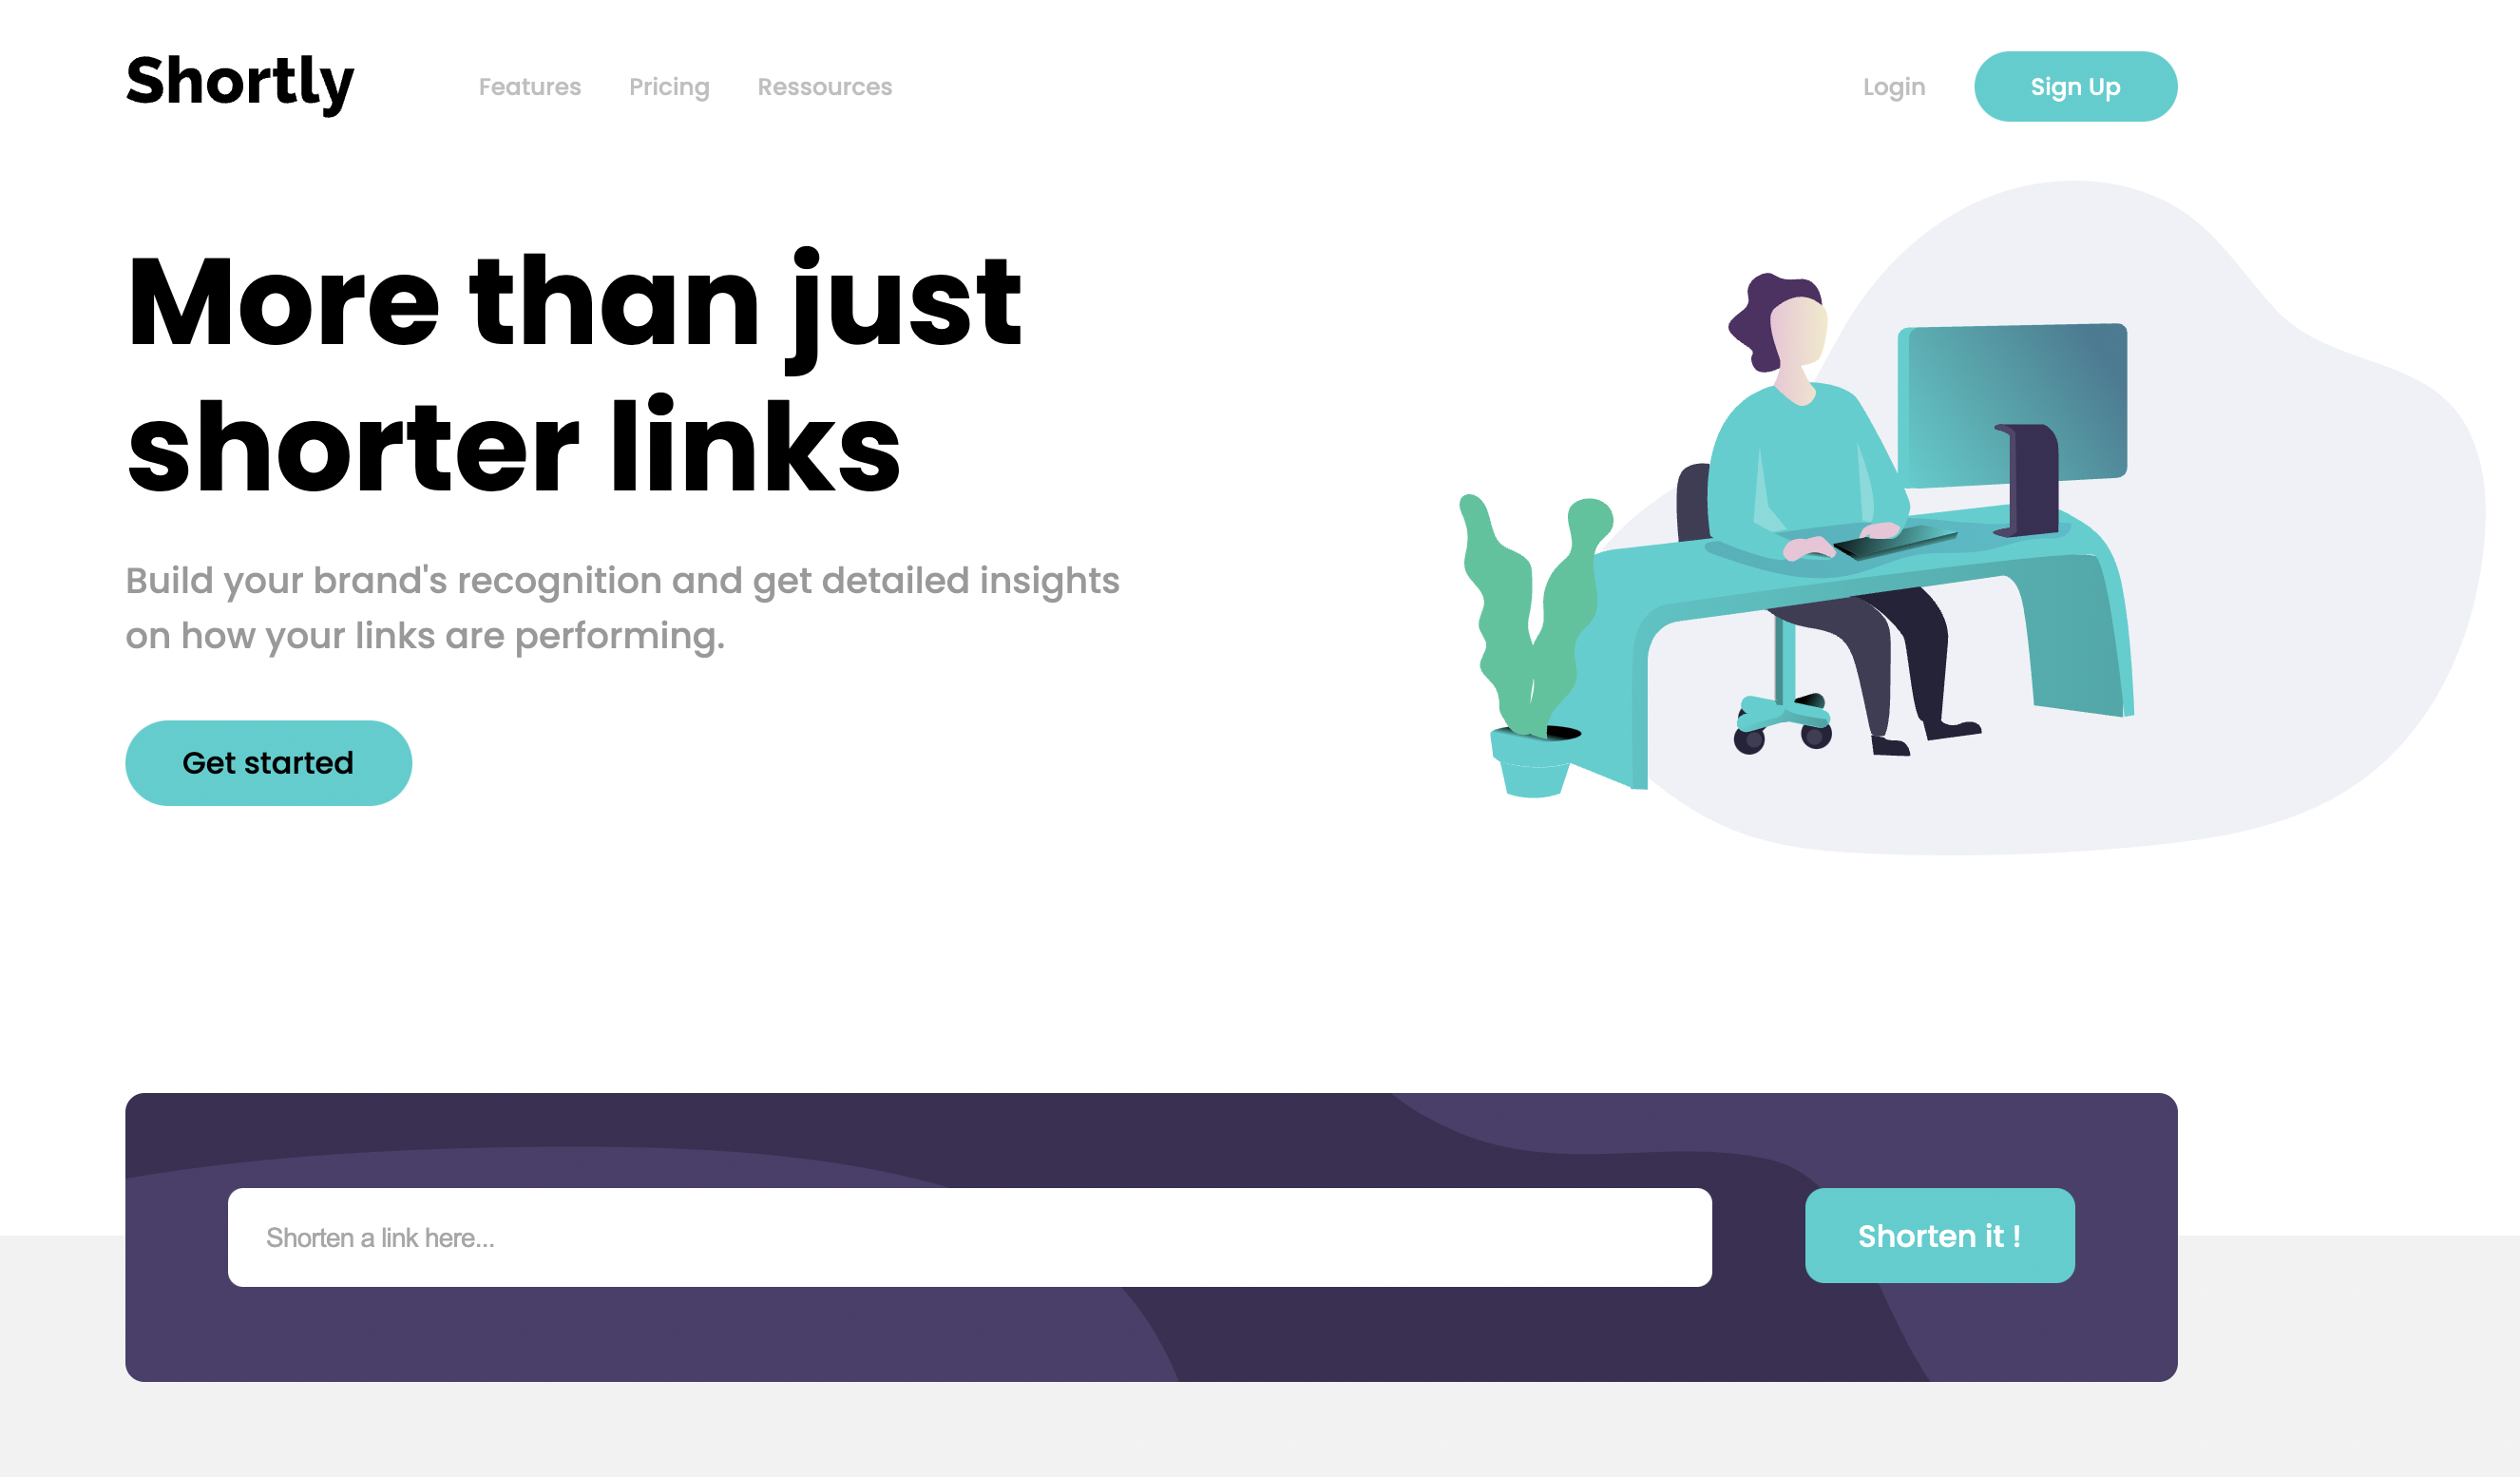 Shortly
Features
Pricing
Ressources
Login
Sign Up
More than just
shorter links
Build your brand's recognition and get detailed insights
on how your links are performing.
Get started
Shorten a link here...
Shorten it !